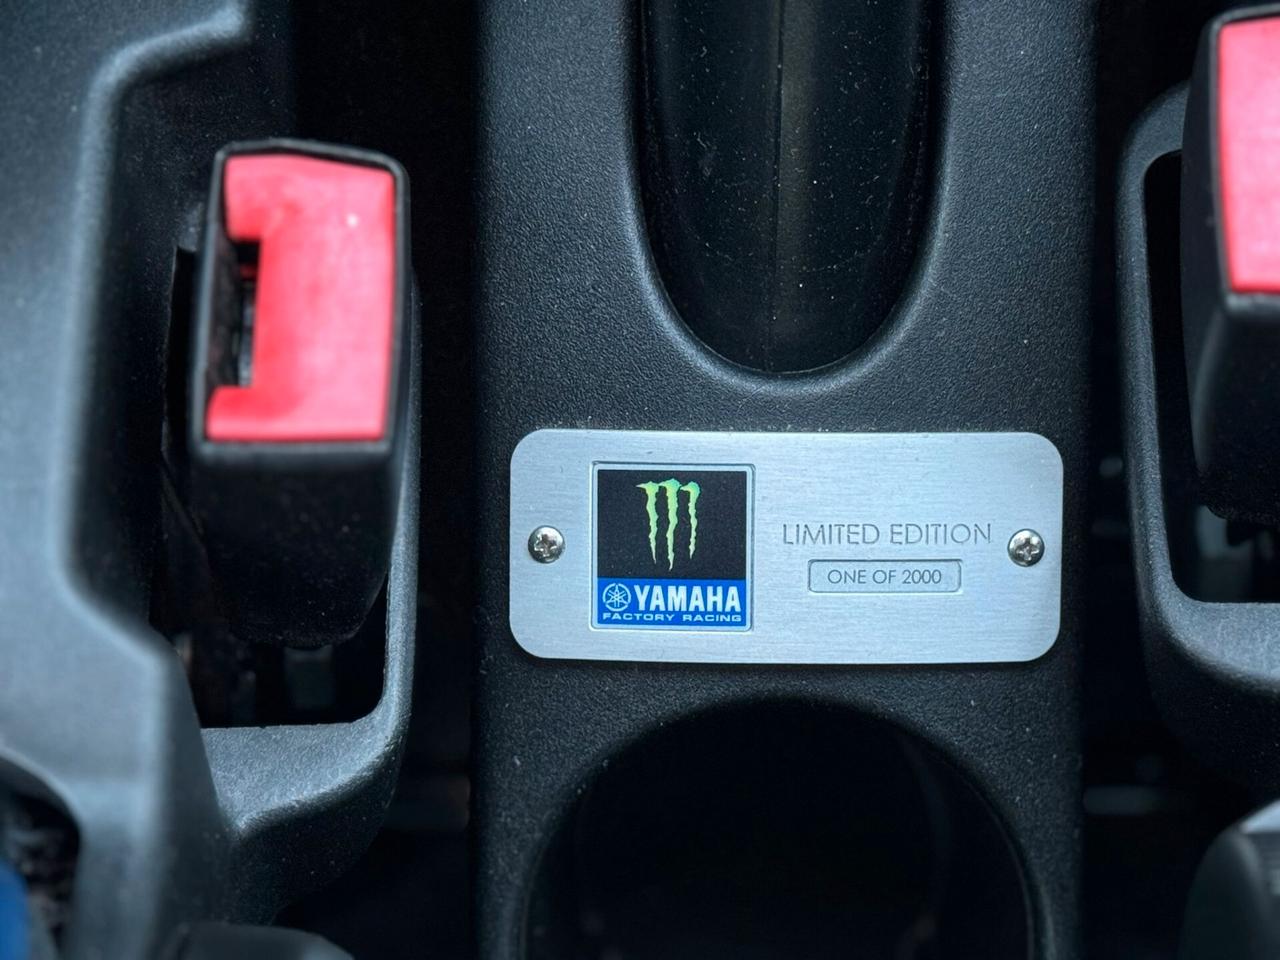 YAMAHA
FACTORY RACING
LIMITED EDITION
ONE OF 2000